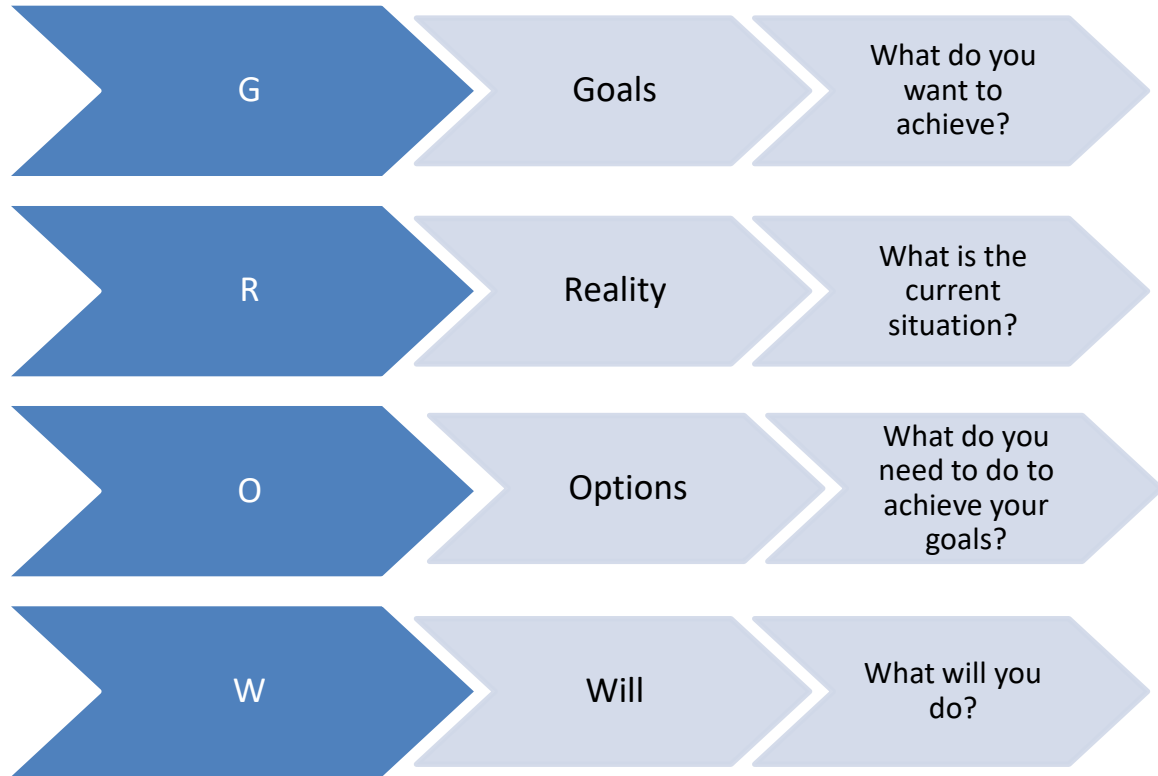 G
Goals
What do you
want to
achieve?
R
Reality
What is the
current
situation?
O
Options
What do you
need to do to
achieve your
goals?
W
Will
What will you
do?